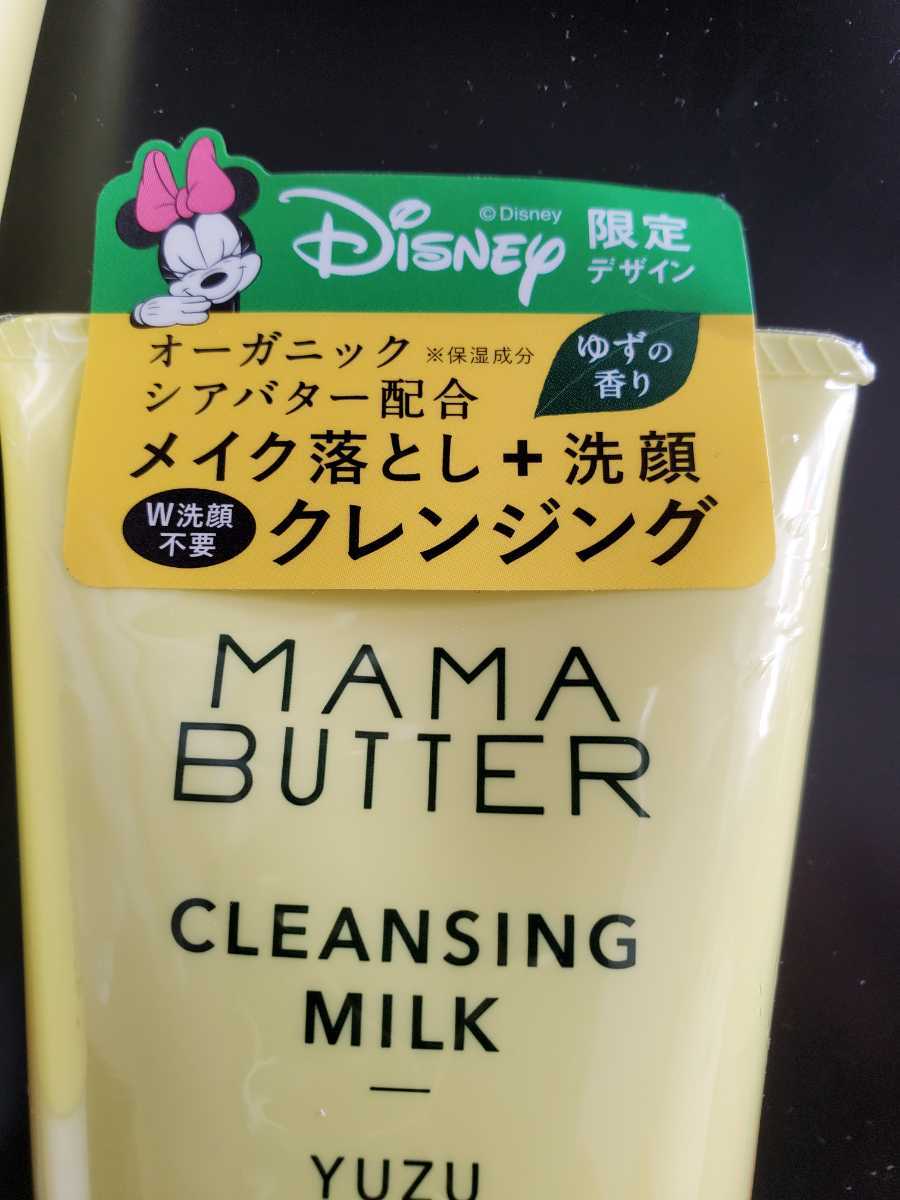 Disney
©Disney
限定
デザイン
オーガニック ※保湿成分
シアバター配合
ゆずの
香り
メイク落とし+洗顔
W洗顔
不要
クレンジング
MAMA
BUTTER
CLEANSING
MILK
YUZU